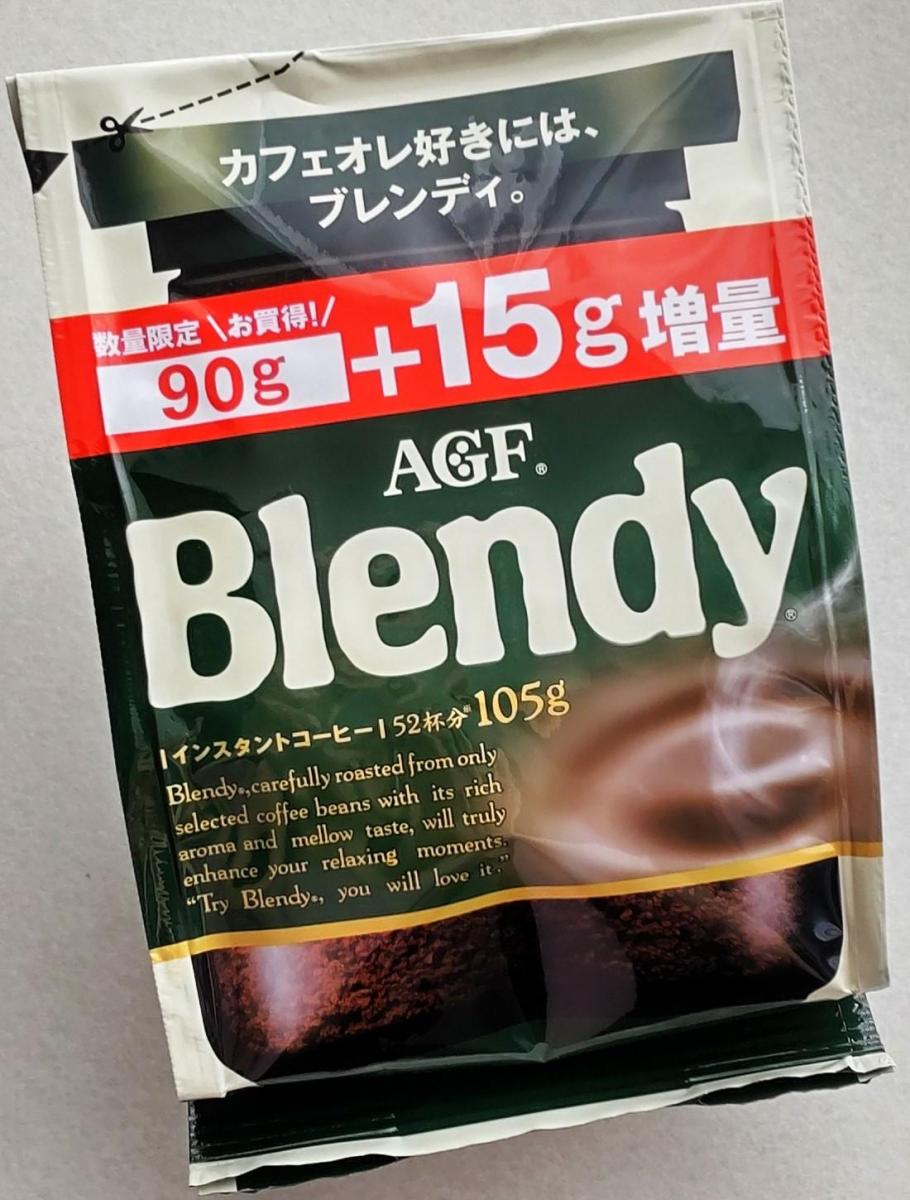 カフェオレ好きには、
ブレンディ。
数量限定 \お買得!/
90g +15g増量
AGF®
Blendy®
|インスタントコーヒー| 52杯分※ 105g
Blendy®,carefully roasted from only
selected coffee beans with its rich
aroma and mellow taste, will truly
enhance your relaxing moments.
“Try Blendy®, you will love it.”